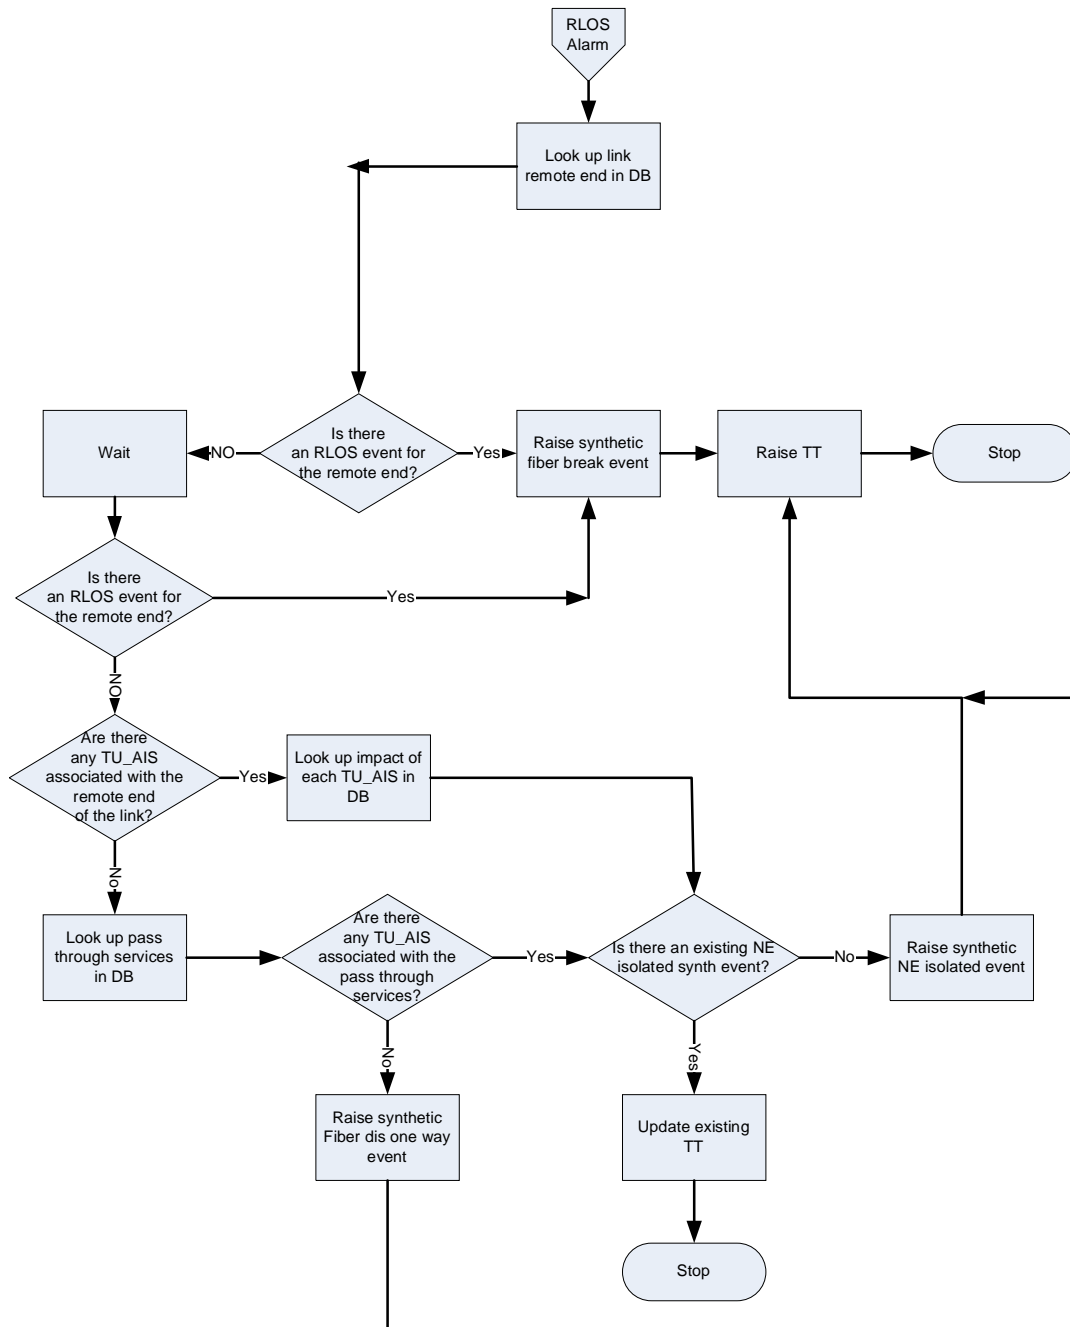 RLOS
Alarm
Look up link
remote end in DB
Is there
an RLOS event for
the remote end?
NO
Wait
Yes
Raise synthetic
fiber break event
Raise TT
Stop
Is there
an RLOS event for
the remote end?
Yes
NO
Are there
any TU_AIS
associated with the
remote end
of the link?
Yes
Look up impact of
each TU_AIS in
DB
No
Look up pass
through services
in DB
Are there
any TU_AIS
associated with the
pass through
services?
Yes
Is there an existing NE
isolated synth event?
No
Raise synthetic
NE isolated event
No
Yes
Raise synthetic
Fiber dis one way
event
Update existing
TT
Stop